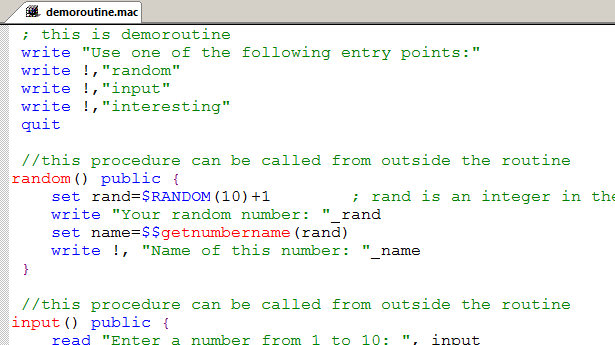 demoroutine.mac
; this is demoroutine
write "Use one of the following entry points:"
write !,"random"
write !,"input"
write !,"interesting"
quit
//this procedure can be called from outside the routine
random() public {
set rand=$RANDOM(10)+1 ; rand is an integer in the
write "Your random number: "_rand
set name=$$getnumbername(rand)
write !, "Name of this number: "_name
}
//this procedure can be called from outside the routine
input() public {
read "Enter a number from 1 to 10: ", input